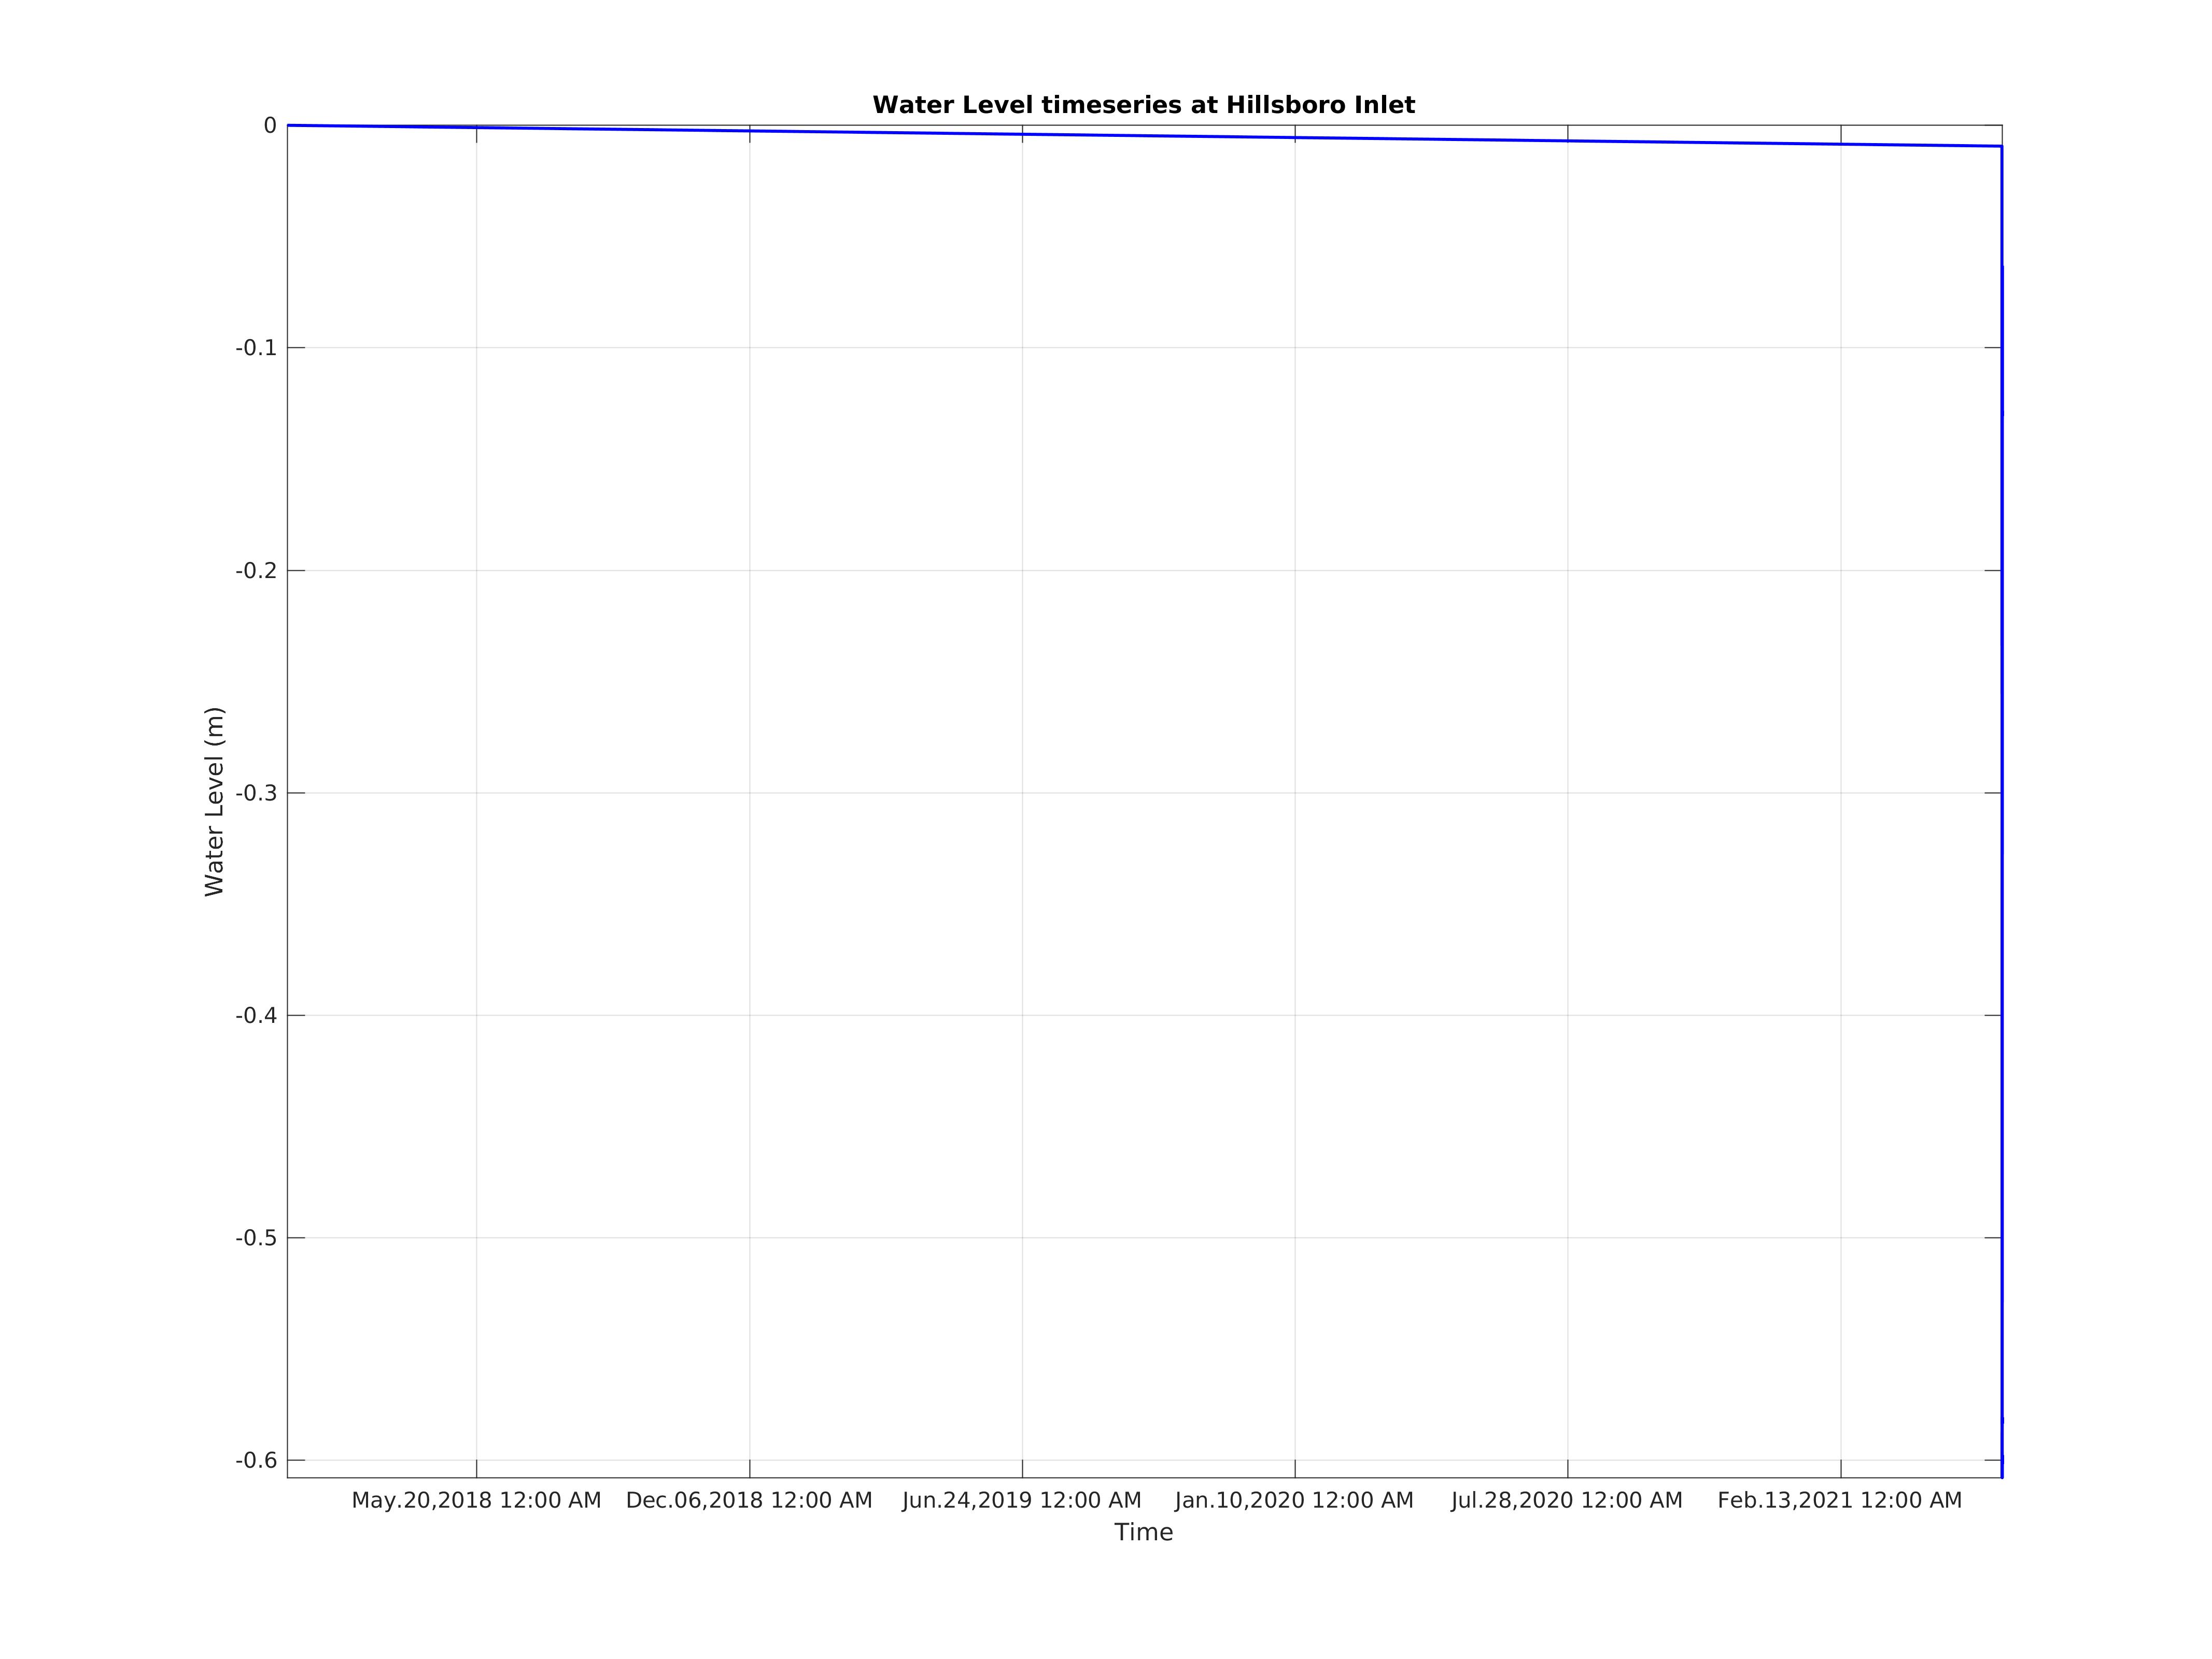 Water Level timeseries at Hillsboro Inlet
0
-0.1
-0.2
-0.3
-0.4
-0.5
-0.6
Water Level (m)
May.20,2018 12:00 AM Dec.06,2018 12:00 AM Jun.24,2019 12:00 AM Jan.10,2020 12:00 AM Jul.28,2020 12:00 AM Feb.13,2021 12:00 AM
Time